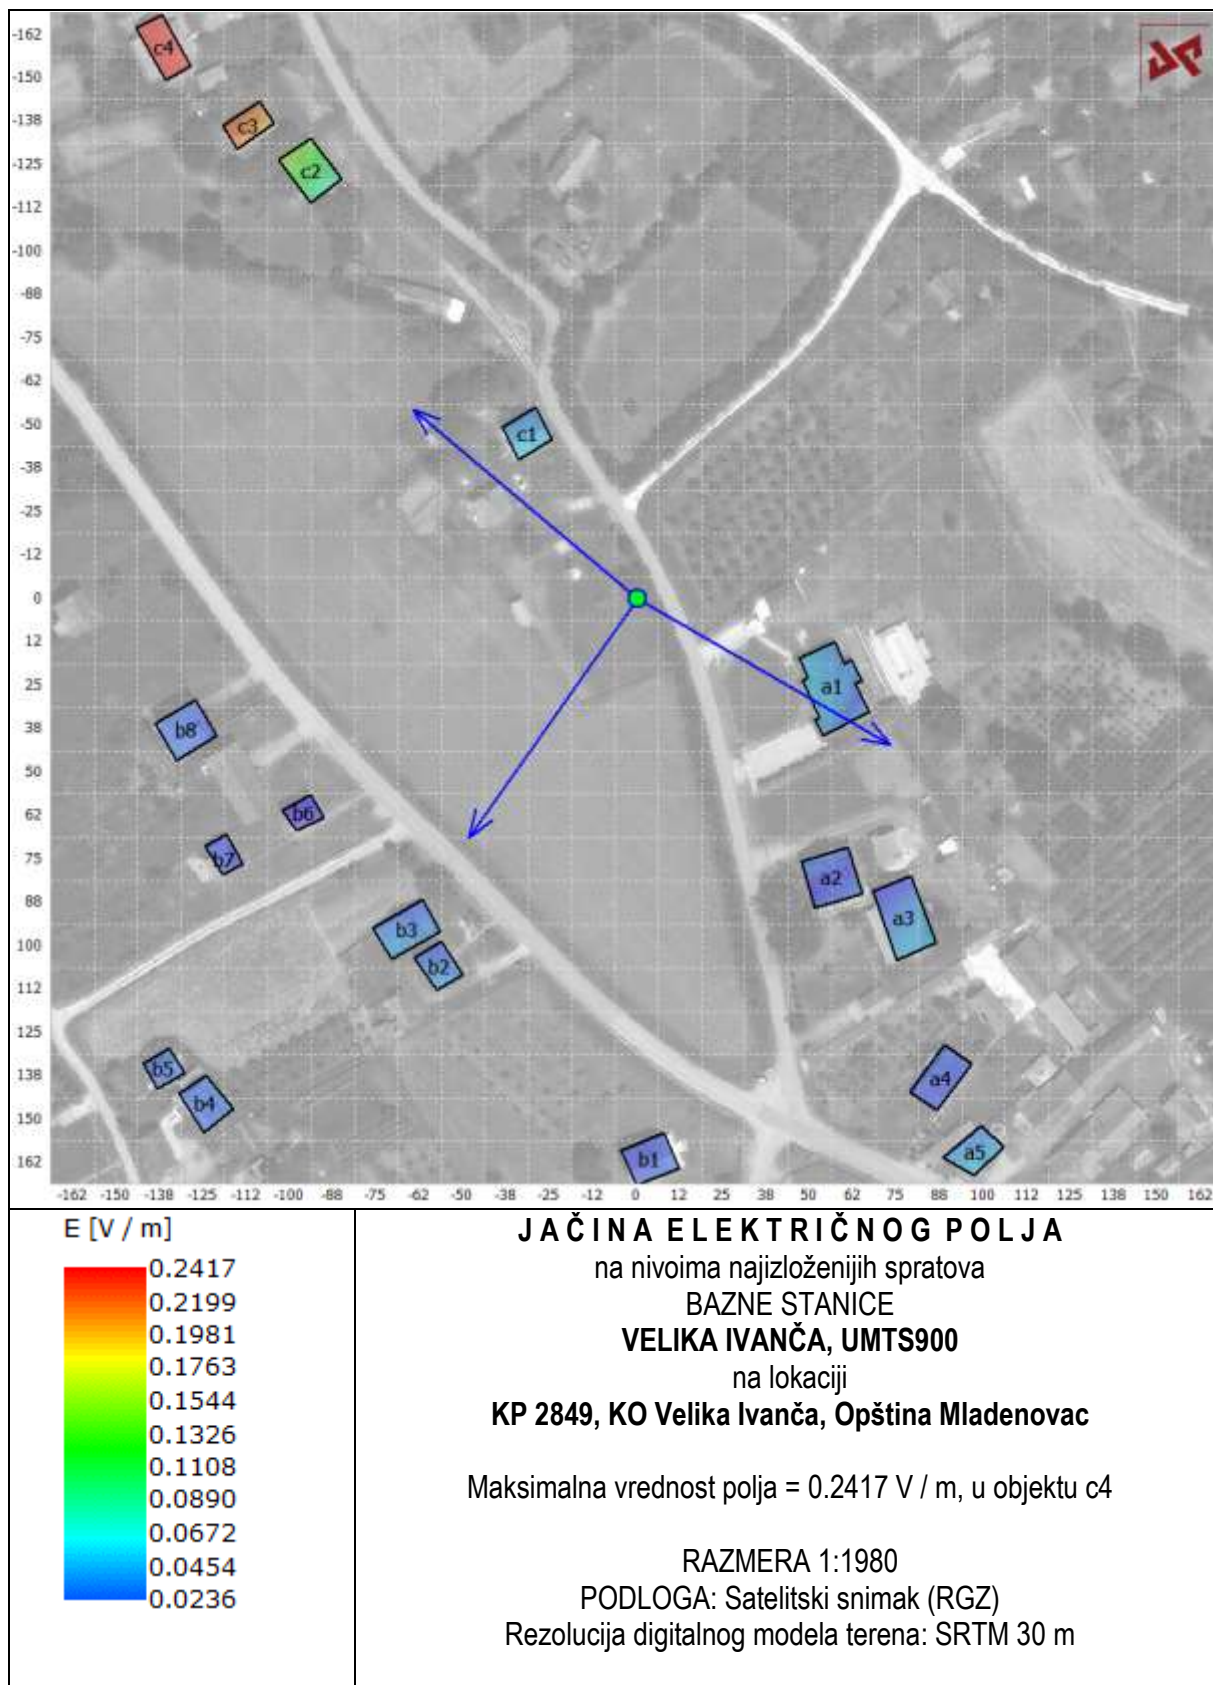 -162
c4
-150
-138
c3
-125
c2
-112
-100
-88
-75
-62
-50
c1
-38
-25
-12
0
12
25
a1
38
b8
50
62
b6
75
b7
a2
88
b3
a3
100
b2
112
125
138
b5
a4
b4
150
a5
162
b1
-162 -150 -138 -125 -112 -100 -88 -75 -62 -50 -38 -25 -12 0 12 25 38 50 62 75 88 100 112 125 138 150 162
E [V / m]
0.2417
0.2199
0.1981
0.1763
0.1544
0.1326
0.1108
0.0890
0.0672
0.0454
0.0236
JAČINA ELEKTRIČNOG POLJA
na nivoima najizloženijih spratova
BAZNE STANICE
VELIKA IVANČA, UMTS900
na lokaciji
KP 2849, KO Velika Ivanča, Opština Mladenovac
Maksimalna vrednost polja = 0.2417 V / m, u objektu c4
RAZMERA 1:1980
PODLOGA: Satelitski snimak (RGZ)
Rezolucija digitalnog modela terena: SRTM 30 m